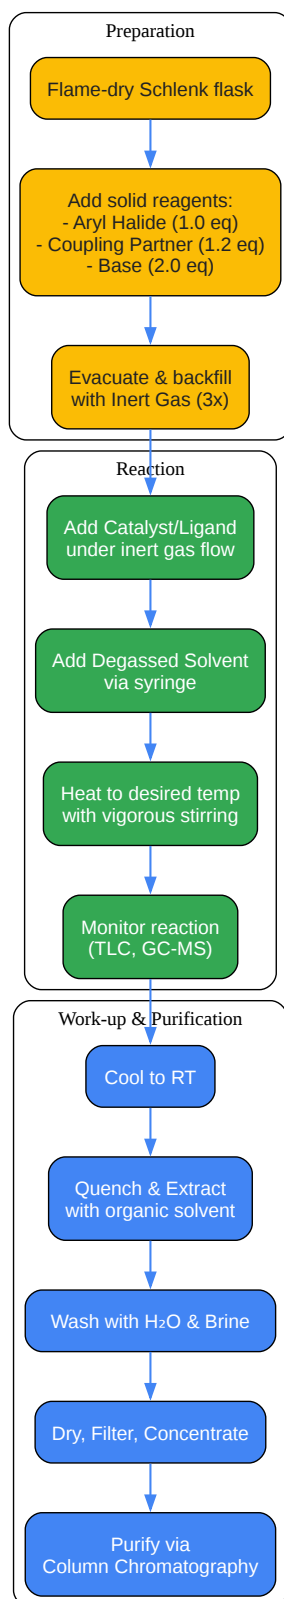 Preparation
Flame-dry Schlenk flask
Add solid reagents:
- Aryl Halide (1.0 eq)
- Coupling Partner (1.2 eq)
- Base (2.0 eq)
Evacuate & backfill
with Inert Gas (3x)
Reaction
Add Catalyst/Ligand
under inert gas flow
Add Degassed Solvent
via syringe
Heat to desired temp
with vigorous stirring
Monitor reaction
(TLC, GC-MS)
Work-up & Purification
Cool to RT
Quench & Extract
with organic solvent
Wash with H₂O & Brine
Dry, Filter, Concentrate
Purify via
Column Chromatography